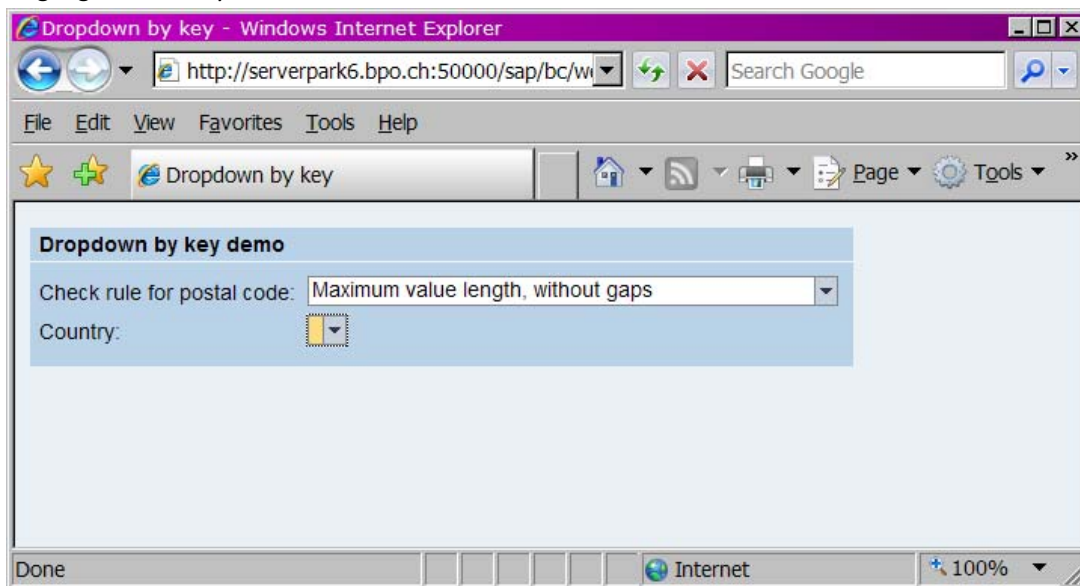 Dropdown by key - Windows Internet Explorer
http://serverpark6.bpo.ch:50000/sap/bc/w Search Google
File Edit View Favorites Tools Help
Dropdown by key Page Tools »
Dropdown by key demo
Check rule for postal code: Maximum value length, without gaps
Country:
Done Internet 100%